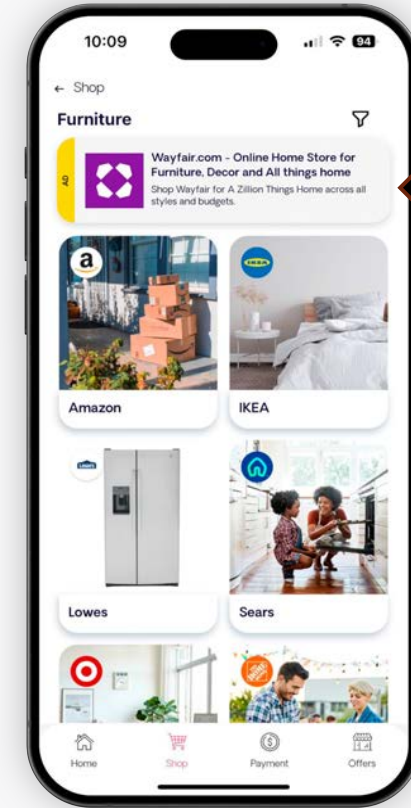 10:09
94
← Shop
Furniture
AD
Wayfair.com - Online Home Store for
Furniture, Decor and All things home
Shop Wayfair for A Zillion Things Home across all
styles and budgets.
a
IKEA
Amazon
IKEA
LOWE'S
Lowes
Sears
Home
Shop
Payment
Offers